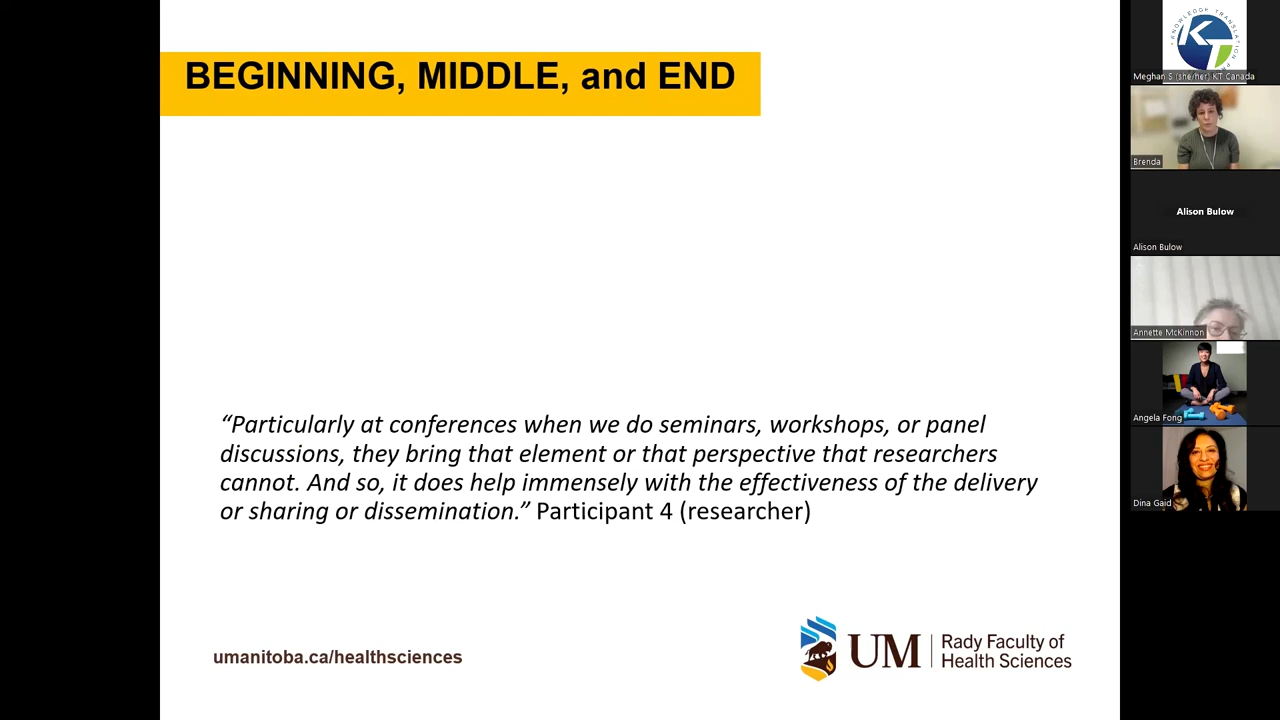 BEGINNING, MIDDLE, and END
“Particularly at conferences when we do seminars, workshops, or panel
discussions, they bring that element or that perspective that researchers
cannot. And so, it does help immensely with the effectiveness of the delivery
or sharing or dissemination.” Participant 4 (researcher)
umanitoba.ca/healthsciences
UM
Rady Faculty of
Health Sciences
KNOWLEDGE TRANSLATION
KT
Meghan S (she/her) KT Canada
Brenda
Alison Bulow
Alison Bulow
Annette McKinnon
Angela Fong
Dina Gaid